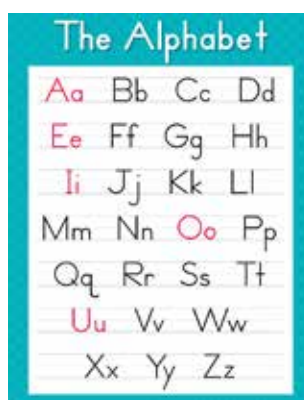 The Alphabet
Aa Bb Cc Dd
Ee Ff Gg Hh
Ii Jj Kk Ll
Mm Nn Oo Pp
Qq Rr Ss Tt
Uu Vv Ww
Xx Yy Zz